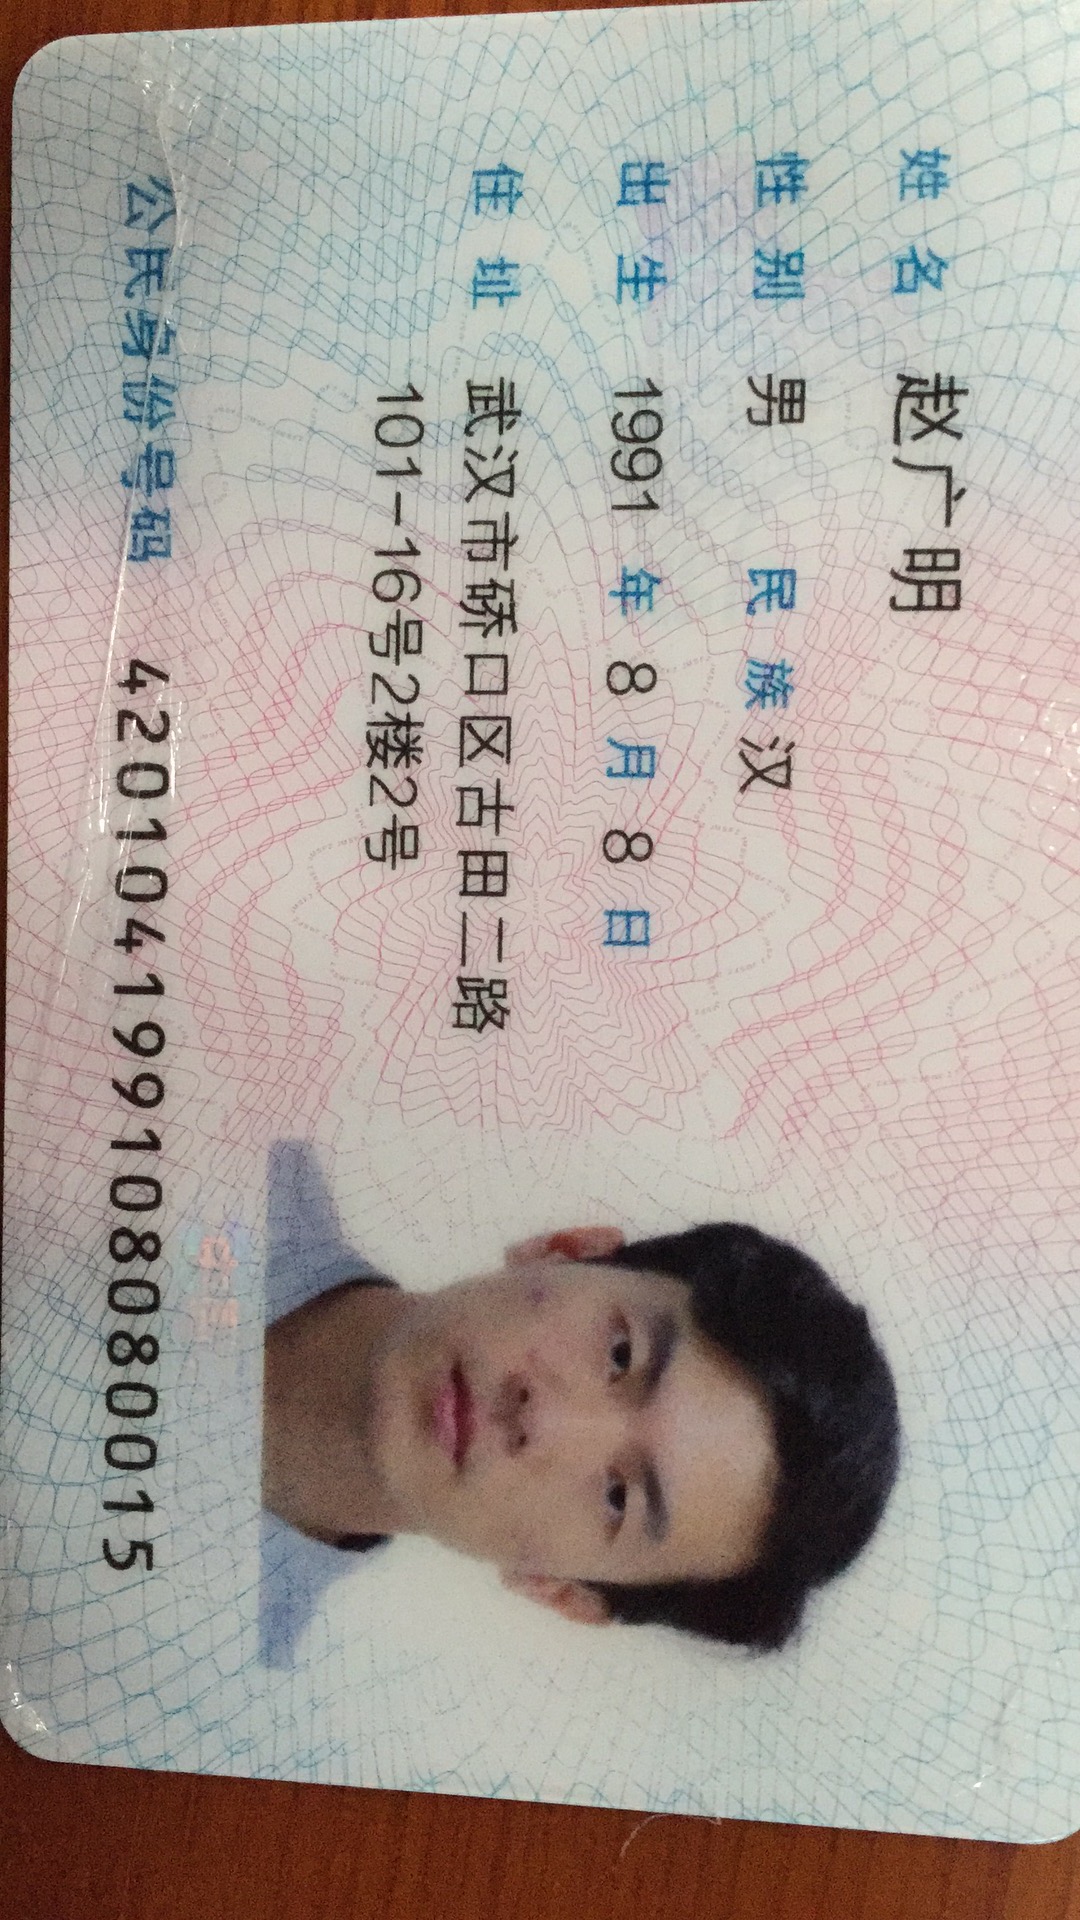 姓名 赵广明
性别 男 民族 汉
出生 1991 年 8 月 8 日
住址 武汉市硚口区古田二路
101-16号2楼2号
公民身份号码 420104199108080015